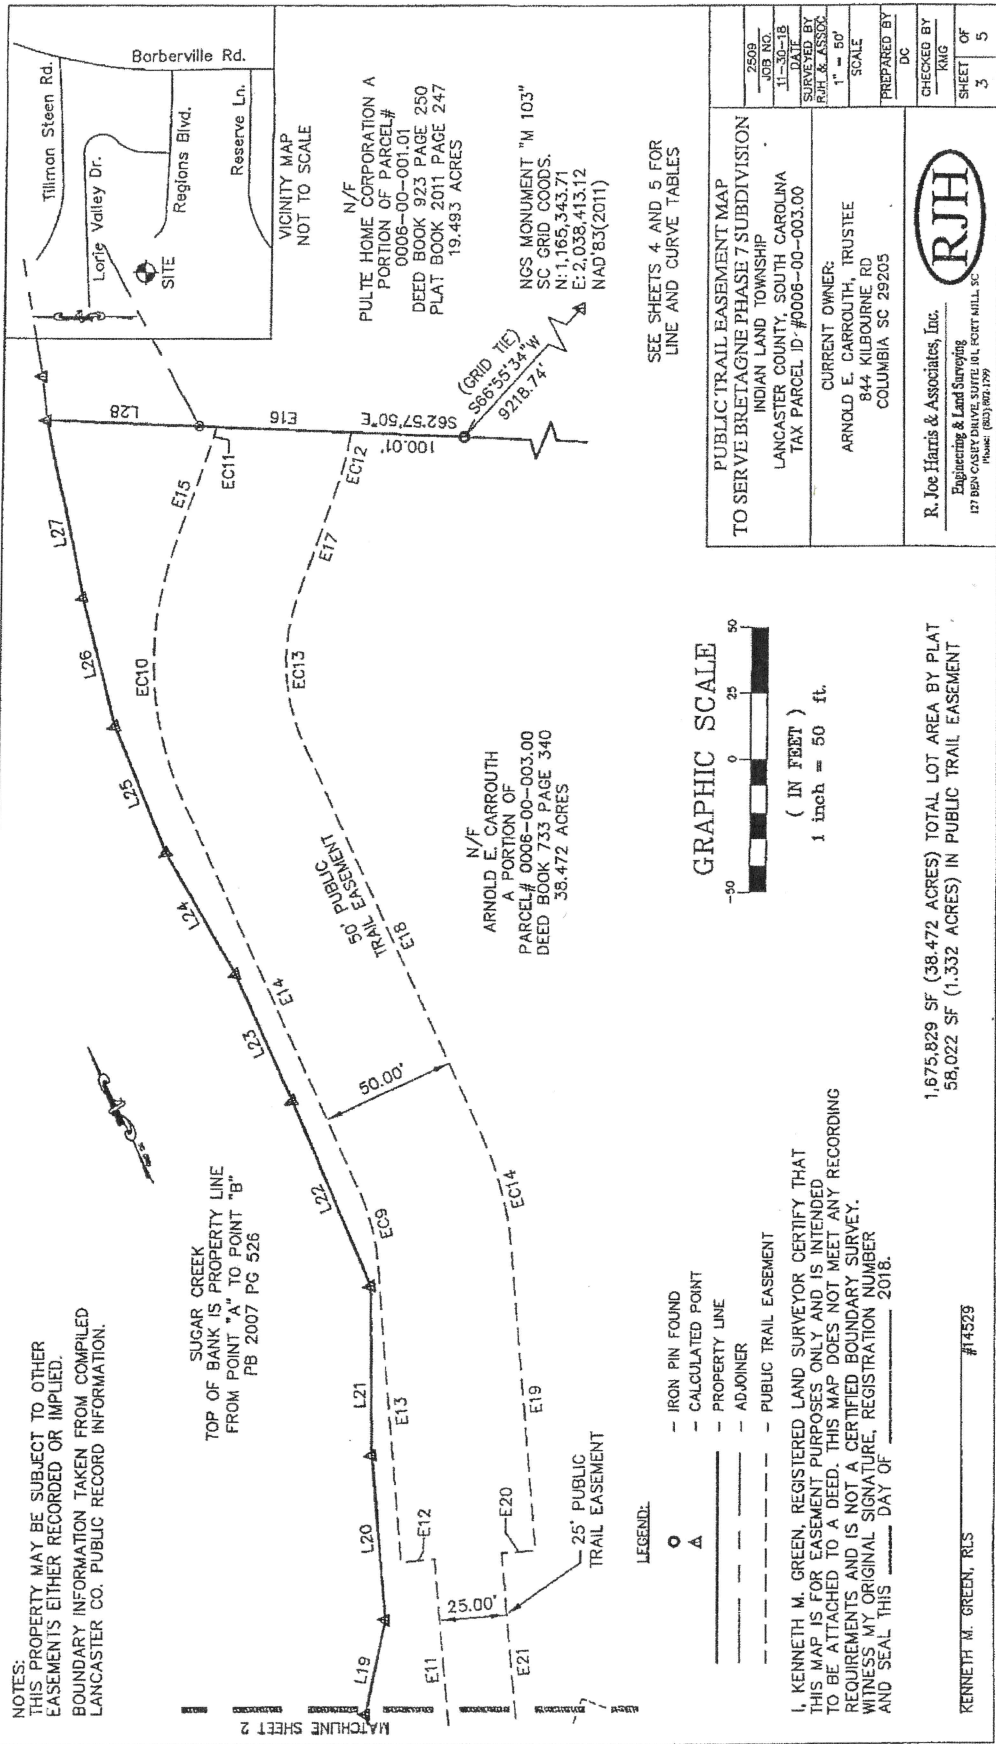 NOTES:
THIS PROPERTY MAY BE SUBJECT TO OTHER
EASEMENTS EITHER RECORDED OR IMPLIED.
BOUNDARY INFORMATION TAKEN FROM COMPILED
LANCASTER CO. PUBLIC RECORD INFORMATION.
SUGAR CREEK
TOP OF BANK IS PROPERTY LINE
FROM POINT "A" TO POINT "B"
PB 2007 PG 526
MATCHLINE SHEET 2
L19
L20
L21
L22
L23
L24
L25
L26
L27
L28
E11
E12
E13
EC9
E14
EC10
E15
EC11
E16
S62°57'50"E
100.01'
EC12
E17
EC13
E18
EC14
E19
E20
E21
25.00'
50.00'
50' PUBLIC
TRAIL EASEMENT
25' PUBLIC
TRAIL EASEMENT
(GRID TIE)
S66°55'34"W
9218.74'
Tillman Steen Rd.
Barberville Rd.
Lorie Valley Dr.
Regions Blvd.
Reserve Ln.
SITE
VICINITY MAP
NOT TO SCALE
N/F
PULTE HOME CORPORATION A
PORTION OF PARCEL#
0006-00-001.01
DEED BOOK 923 PAGE 250
PLAT BOOK 2011 PAGE 247
19.493 ACRES
NGS MONUMENT "M 103"
SC GRID COODS.
N: 1,165,343.71
E: 2,038,413.12
NAD'83(2011)
SEE SHEETS 4 AND 5 FOR
LINE AND CURVE TABLES
N/F
ARNOLD E. CARROUTH
A PORTION OF
PARCEL# 0006-00-003.00
DEED BOOK 733 PAGE 340
38.472 ACRES
LEGEND:
- IRON PIN FOUND
- CALCULATED POINT
- PROPERTY LINE
- ADJOINER
- PUBLIC TRAIL EASEMENT
GRAPHIC SCALE
-50 0 25 50
( IN FEET )
1 inch = 50 ft.
I, KENNETH M. GREEN, REGISTERED LAND SURVEYOR CERTIFY THAT
THIS MAP IS FOR EASEMENT PURPOSES ONLY AND IS INTENDED
TO BE ATTACHED TO A DEED. THIS MAP DOES NOT MEET ANY RECORDING
REQUIREMENTS AND IS NOT A CERTIFIED BOUNDARY SURVEY.
WITNESS MY ORIGINAL SIGNATURE, REGISTRATION NUMBER
AND SEAL THIS ____ DAY OF ________ 2018.
KENNETH M. GREEN, RLS #14529
1,675,829 SF (38.472 ACRES) TOTAL LOT AREA BY PLAT
58,022 SF (1.332 ACRES) IN PUBLIC TRAIL EASEMENT
PUBLIC TRAIL EASEMENT MAP
TO SERVE BRETAGNE PHASE 7 SUBDIVISION
INDIAN LAND TOWNSHIP
LANCASTER COUNTY, SOUTH CAROLINA
TAX PARCEL ID #0006-00-003.00
CURRENT OWNER:
ARNOLD E. CARROUTH, TRUSTEE
844 KILBOURNE RD
COLUMBIA SC 29205
R. Joe Harris & Associates, Inc.
Engineering & Land Surveying
127 BEN CASEY DRIVE, SUITE 101, FORT MILL, SC
Phone: (803) 802-1799
RJH
2509
JOB NO.
11-30-18
DATE
SURVEYED BY
RJH & ASSOC
1" = 50'
SCALE
PREPARED BY
DC
CHECKED BY
KMG
SHEET OF
3 5